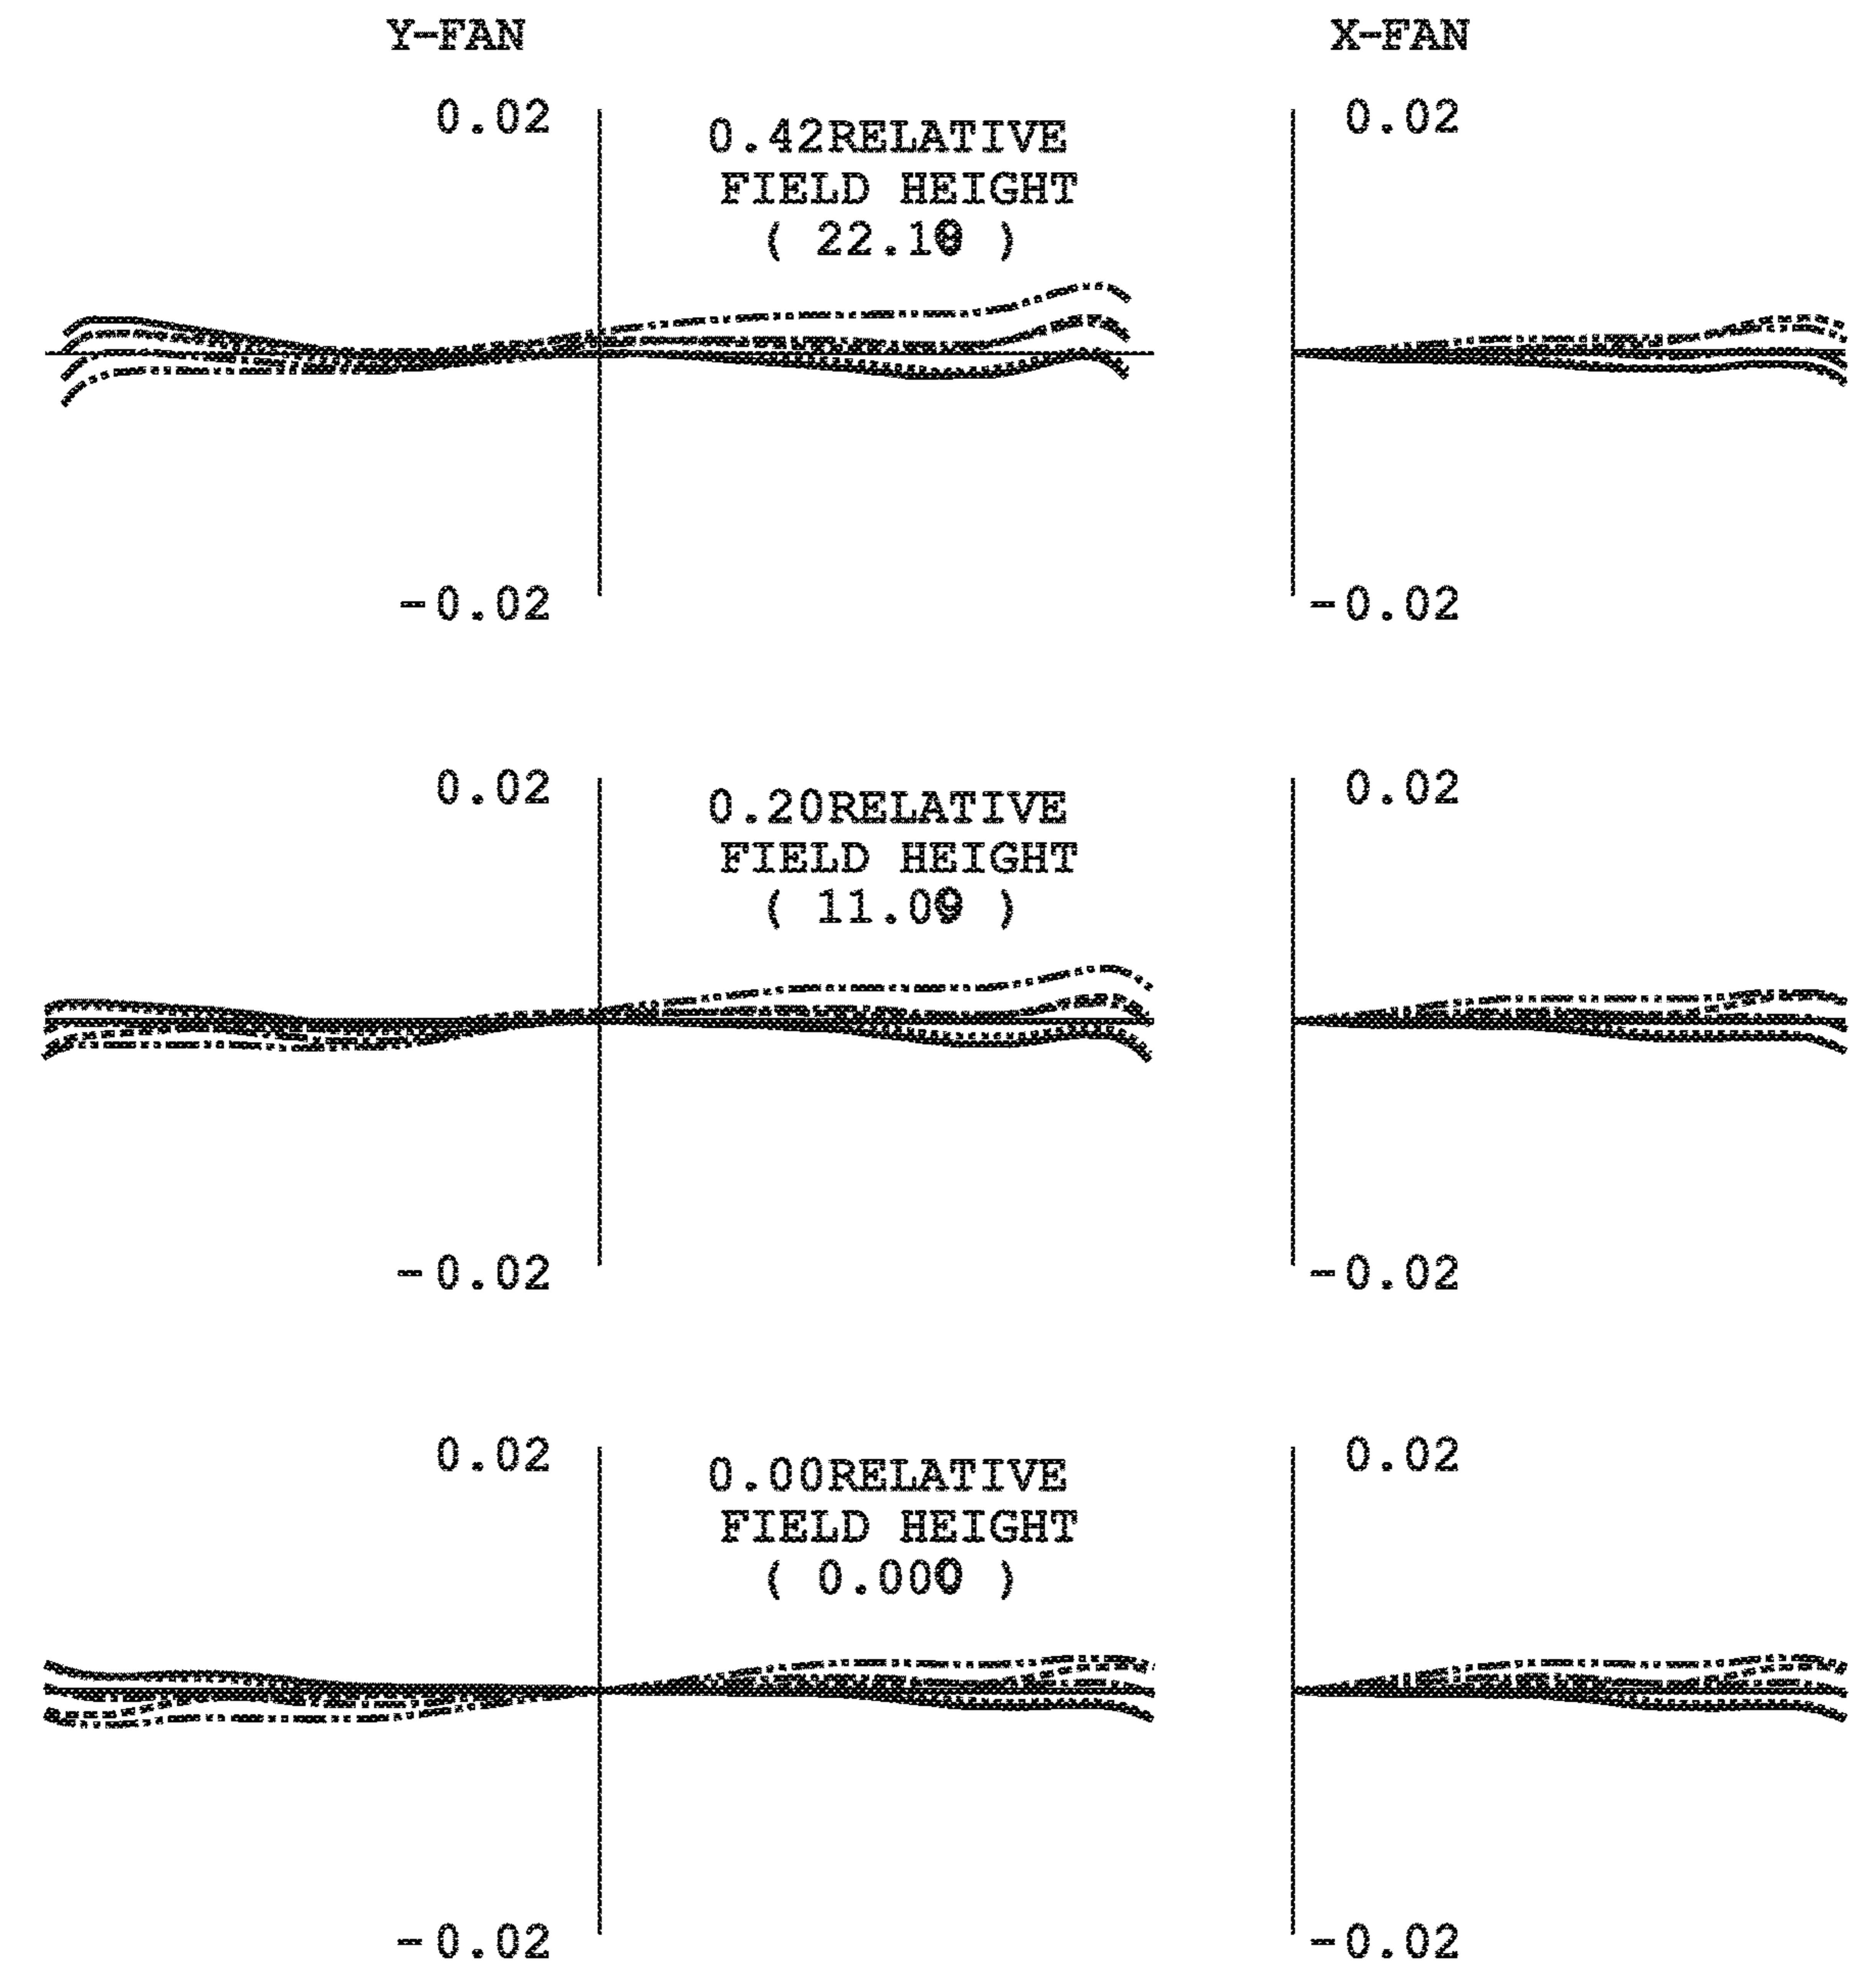 Y-FAN X-FAN
0.02 0.42RELATIVE 0.02
FIELD HEIGHT
( )
-0.02 -0.02
0.02 0.20RELATIVE 0.02
FIELD HEIGHT
( 11.09 )
-0.02 -0.02
0.02 0.00RELATIVE 0.02
FIELD HEIGHT
( 0.000 )
-0.02 -0.02